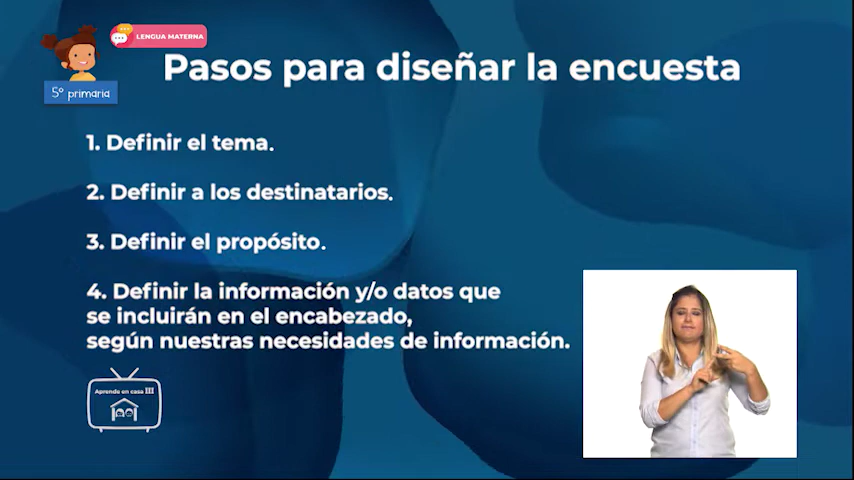 LENGUA MATERNA
5º primaria
Pasos para diseñar la encuesta
1. Definir el tema.
2. Definir a los destinatarios.
3. Definir el propósito.
4. Definir la información y/o datos que
se incluirán en el encabezado,
según nuestras necesidades de información.
Aprende en casa III